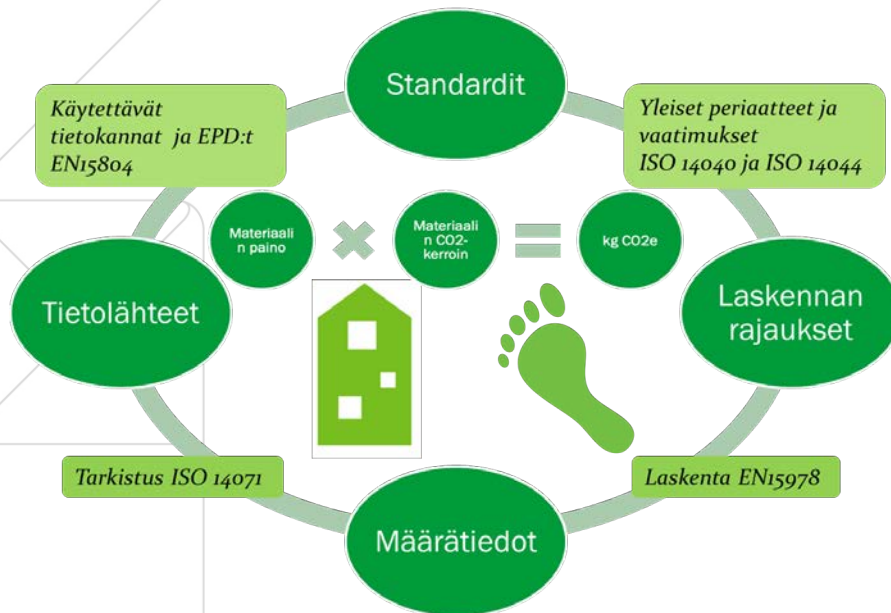 Standardit
Käytettävät
tietokannat ja EPD:t
EN15804
Yleiset periaatteet ja
vaatimukset
ISO 14040 ja ISO 14044
Materiaali
n paino
Materiaali
n CO2-
kerroin
kg CO2e
Tietolähteet
Laskennan
rajaukset
Tarkistus ISO 14071
Laskenta EN15978
Määrätiedot